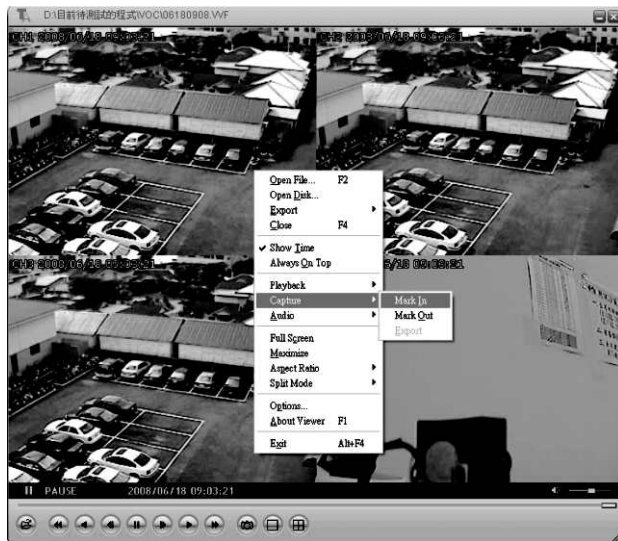 D:\目前待測試的程式\VOC\06180908.VVF
CH1 2008/06/18 09:03:21
CH2 2008/06/18 09:03:21
Open File... F2
Open Disk...
Export
Close F4
Show Time
Always On Top
CH3 2008/06/18 09:03:21
6/18 09:03:21
Playback
Capture
Mark In
Audio
Mark Out
Export
Full Screen
Maximize
Aspect Ratio
Split Mode
Options...
About Viewer F1
Exit Alt+F4
PAUSE 2008/06/18 09:03:21